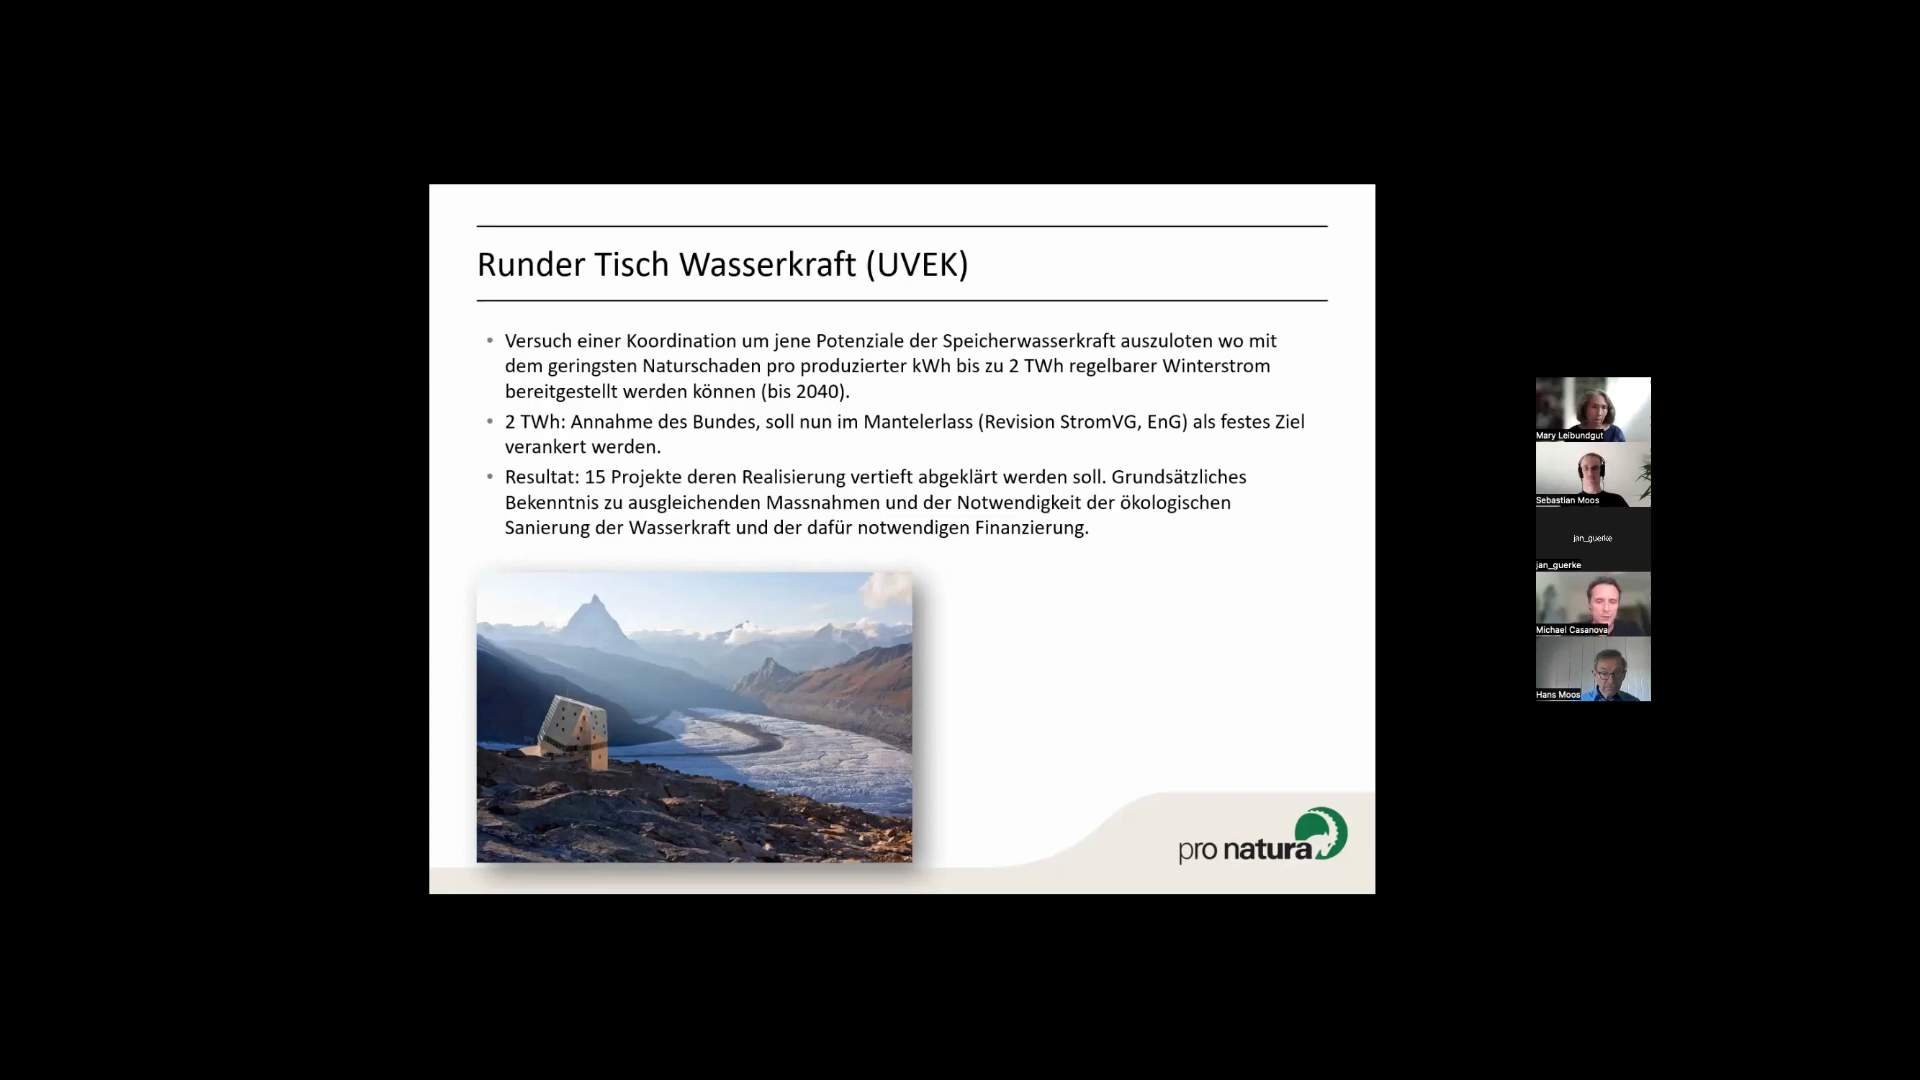 Runder Tisch Wasserkraft (UVEK)
• Versuch einer Koordination um jene Potenziale der Speicherwasserkraft auszuloten wo mit
dem geringsten Naturschaden pro produzierter kWh bis zu 2 TWh regelbarer Winterstrom
bereitgestellt werden können (bis 2040).
• 2 TWh: Annahme des Bundes, soll nun im Mantelerlass (Revision StromVG, EnG) als festes Ziel
verankert werden.
• Resultat: 15 Projekte deren Realisierung vertieft abgeklärt werden soll. Grundsätzliches
Bekenntnis zu ausgleichenden Massnahmen und der Notwendigkeit der ökologischen
Sanierung der Wasserkraft und der dafür notwendigen Finanzierung.
pro natura
Mary Leibundgut
Sebastian Moos
jan_guerke
jan_guerke
Michael Casanova
Hans Moos